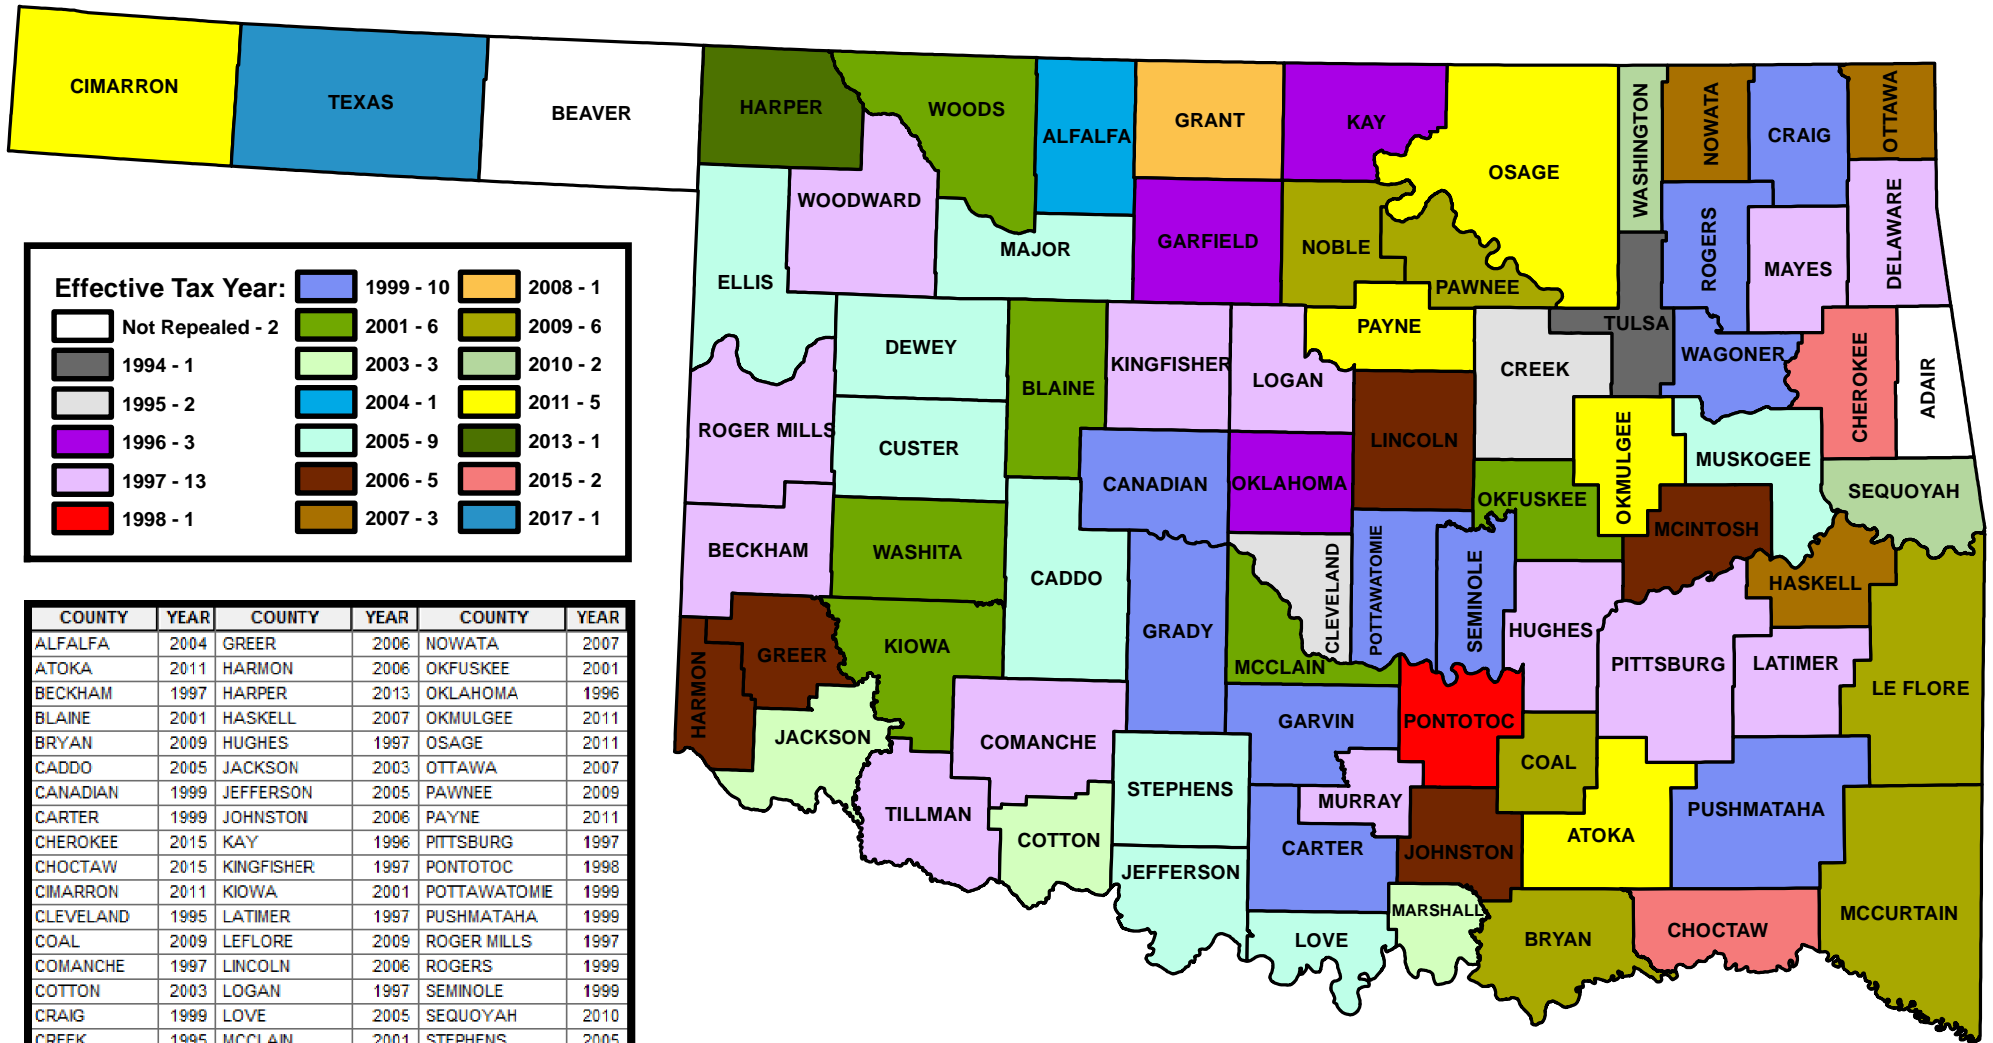 CIMARRON
TEXAS
BEAVER
HARPER
WOODS
ALFALFA
GRANT
KAY
OSAGE
WASHINGTON
NOWATA
CRAIG
OTTAWA
WOODWARD
ELLIS
MAJOR
GARFIELD
NOBLE
PAWNEE
ROGERS
MAYES
DELAWARE
DEWEY
BLAINE
KINGFISHER
LOGAN
PAYNE
CREEK
TULSA
WAGONER
CHEROKEE
ADAIR
ROGER MILLS
CUSTER
CANADIAN
OKLAHOMA
LINCOLN
OKFUSKEE
OKMULGEE
MUSKOGEE
SEQUOYAH
BECKHAM
WASHITA
CADDO
GRADY
CLEVELAND
POTTAWATOMIE
SEMINOLE
MCINTOSH
HASKELL
HARMON
GREER
KIOWA
MCCLAIN
HUGHES
PITTSBURG
LATIMER
LE FLORE
JACKSON
COMANCHE
GARVIN
PONTOTOC
COAL
TILLMAN
COTTON
STEPHENS
MURRAY
CARTER
JOHNSTON
ATOKA
PUSHMATAHA
JEFFERSON
LOVE
MARSHALL
BRYAN
CHOCTAW
MCCURTAIN
Effective Tax Year:
Not Repealed - 2
1994 - 1
1995 - 2
1996 - 3
1997 - 13
1998 - 1
1999 - 10
2001 - 6
2003 - 3
2004 - 1
2005 - 9
2006 - 5
2007 - 3
2008 - 1
2009 - 6
2010 - 2
2011 - 5
2013 - 1
2015 - 2
2017 - 1
COUNTY YEAR COUNTY YEAR COUNTY YEAR
ALFALFA 2004 GREER 2006 NOWATA 2007
ATOKA 2011 HARMON 2006 OKFUSKEE 2001
BECKHAM 1997 HARPER 2013 OKLAHOMA 1996
BLAINE 2001 HASKELL 2007 OKMULGEE 2011
BRYAN 2009 HUGHES 1997 OSAGE 2011
CADDO 2005 JACKSON 2003 OTTAWA 2007
CANADIAN 1999 JEFFERSON 2005 PAWNEE 2009
CARTER 1999 JOHNSTON 2006 PAYNE 2011
CHEROKEE 2015 KAY 1996 PITTSBURG 1997
CHOCTAW 2015 KINGFISHER 1997 PONTOTOC 1998
CIMARRON 2011 KIOWA 2001 POTTAWATOMIE 1999
CLEVELAND 1995 LATIMER 1997 PUSHMATAHA 1999
COAL 2009 LEFLORE 2009 ROGER MILLS 1997
COMANCHE 1997 LINCOLN 2006 ROGERS 1999
COTTON 2003 LOGAN 1997 SEMINOLE 1999
CRAIG 1999 LOVE 2005 SEQUOYAH 2010
CREEK 1995 MCCLAIN 2001 STEPHENS 2005